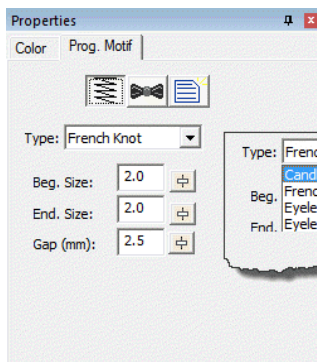 Properties
Color Prog. Motif
Type: French Knot
Beg. Size: 2.0
End. Size: 2.0
Gap (mm): 2.5
Type:
Beg.
End.